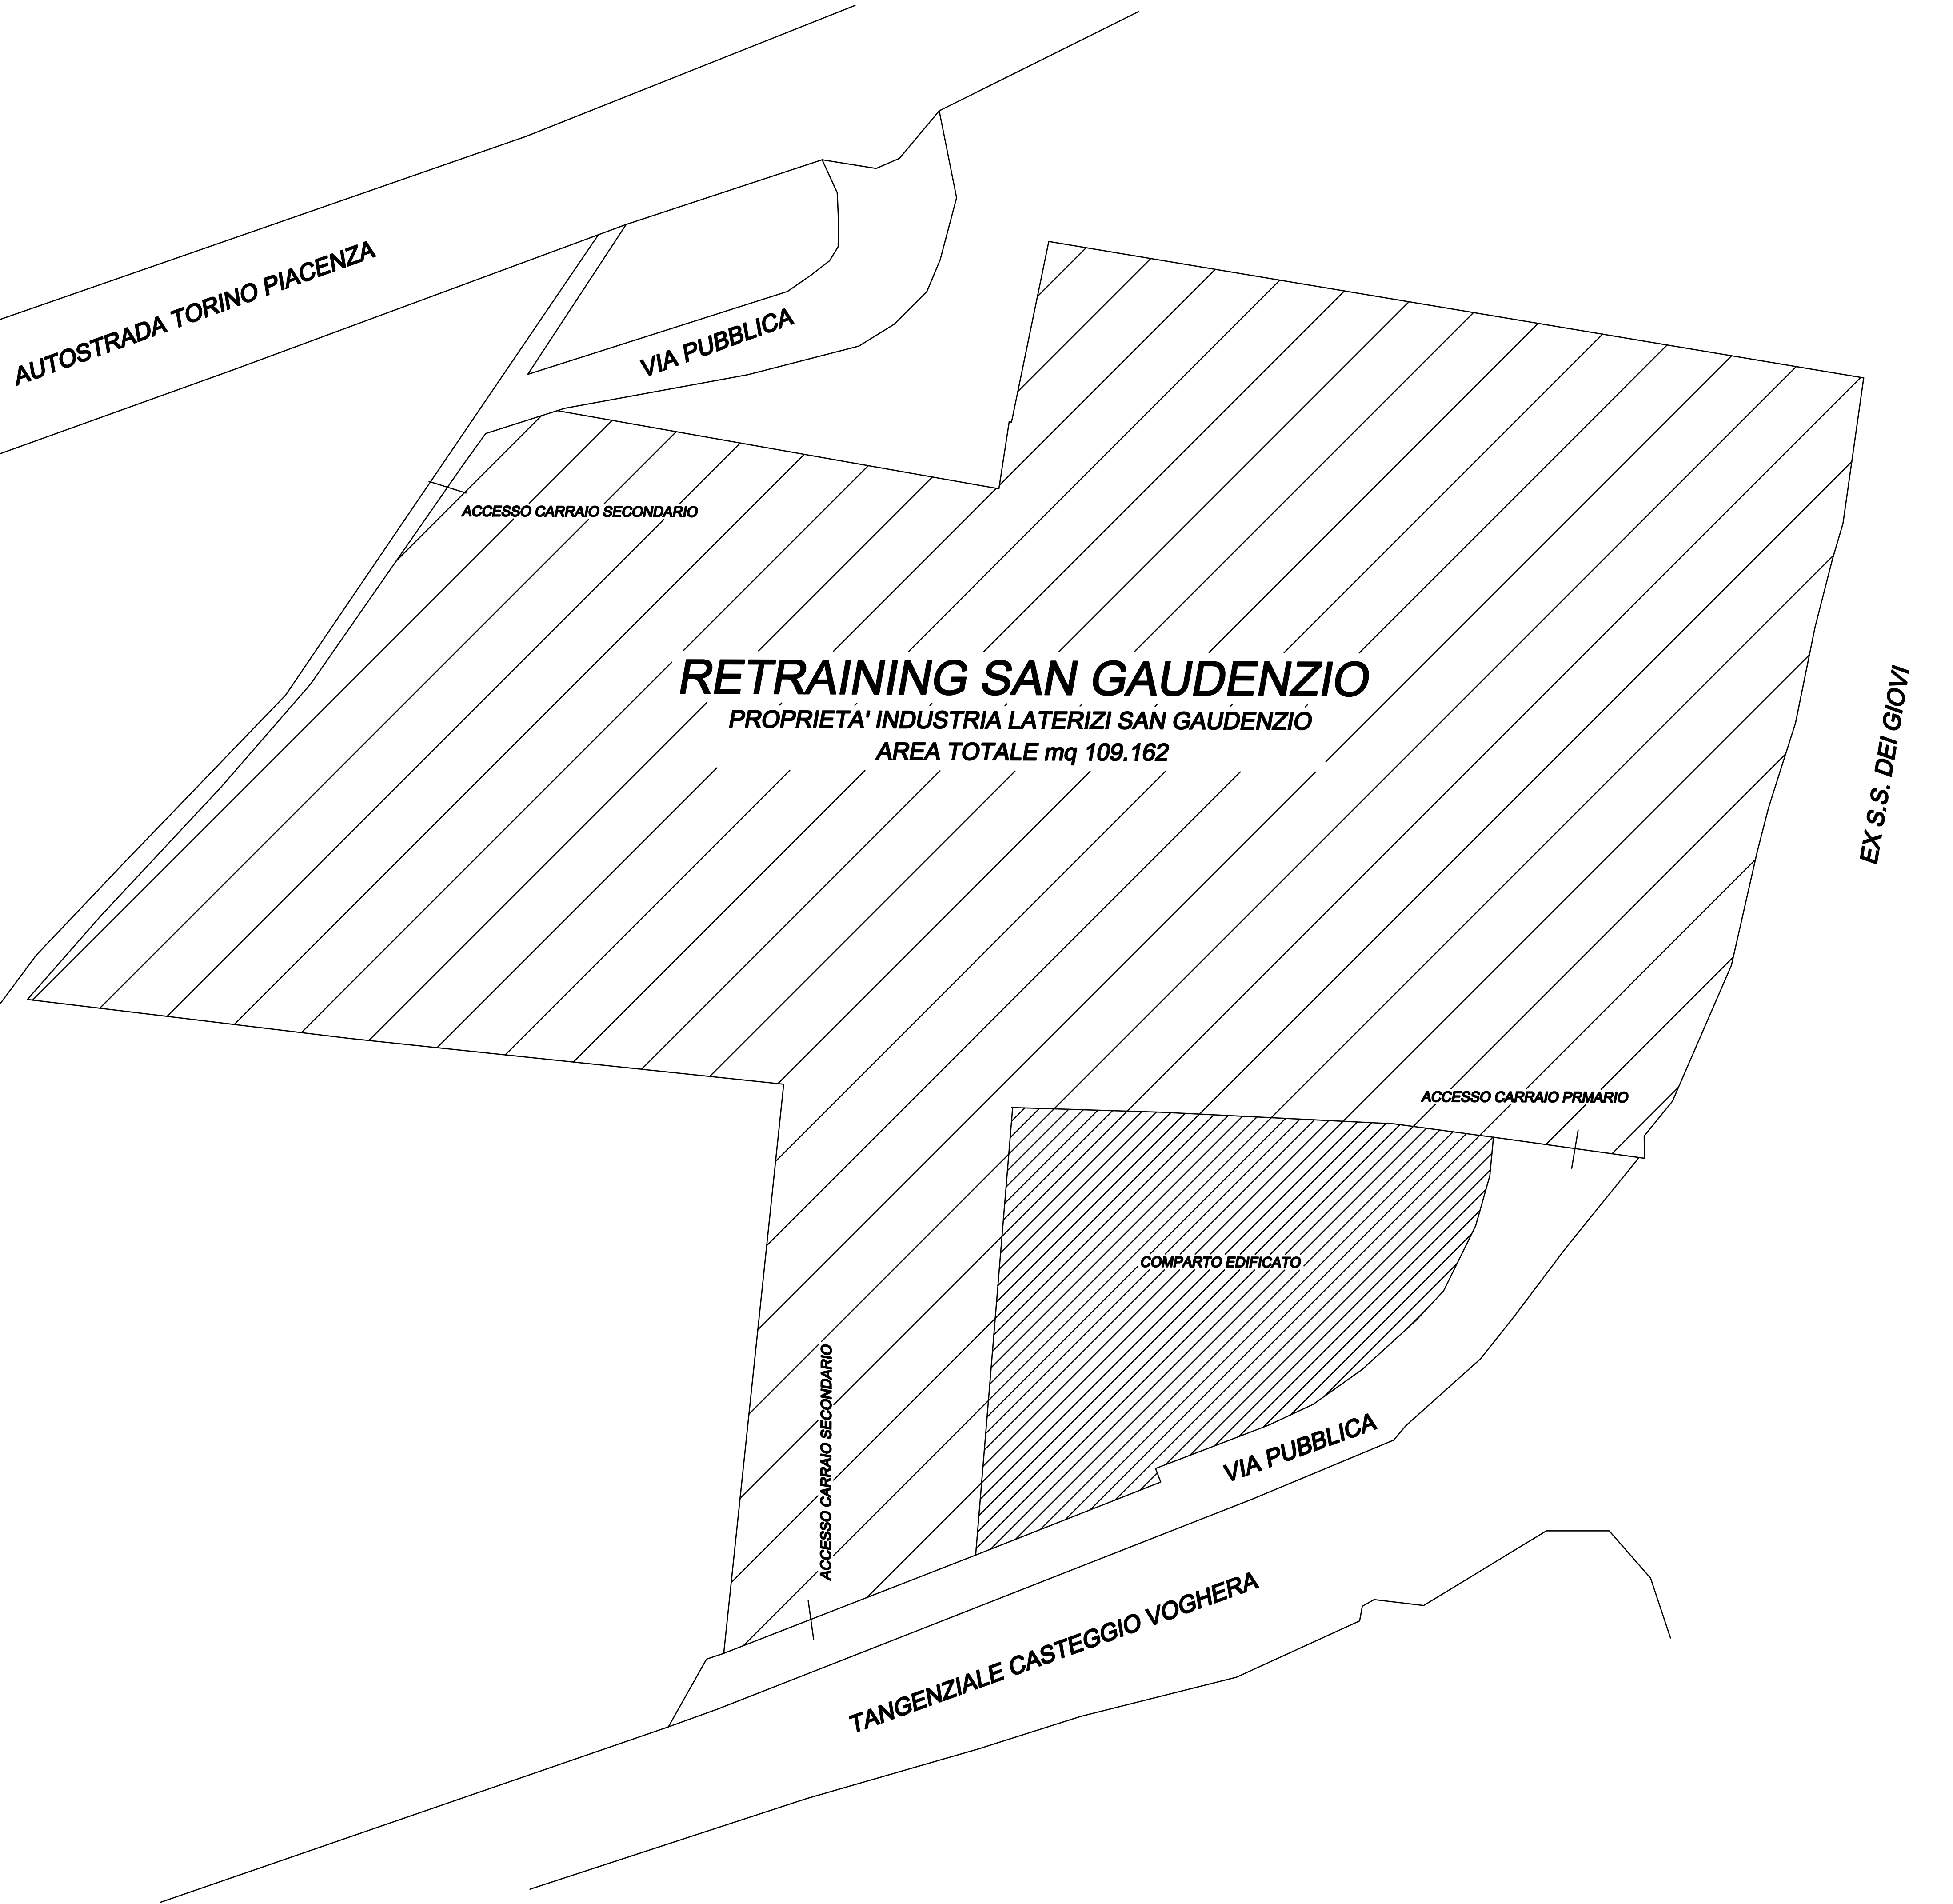 AUTOSTRADA TORINO PIACENZA
VIA PUBBLICA
ACCESSO CARRAIO SECONDARIO
RETRAINING SAN GAUDENZIO
PROPRIETA' INDUSTRIA LATERIZI SAN GAUDENZIO
AREA TOTALE mq 109.162
EX S.S. DEI GIOVI
ACCESSO CARRAIO PRMARIO
COMPARTO EDIFICATO
ACCESSO CARRAIO SECONDARIO
VIA PUBBLICA
TANGENZIALE CASTEGGIO VOGHERA